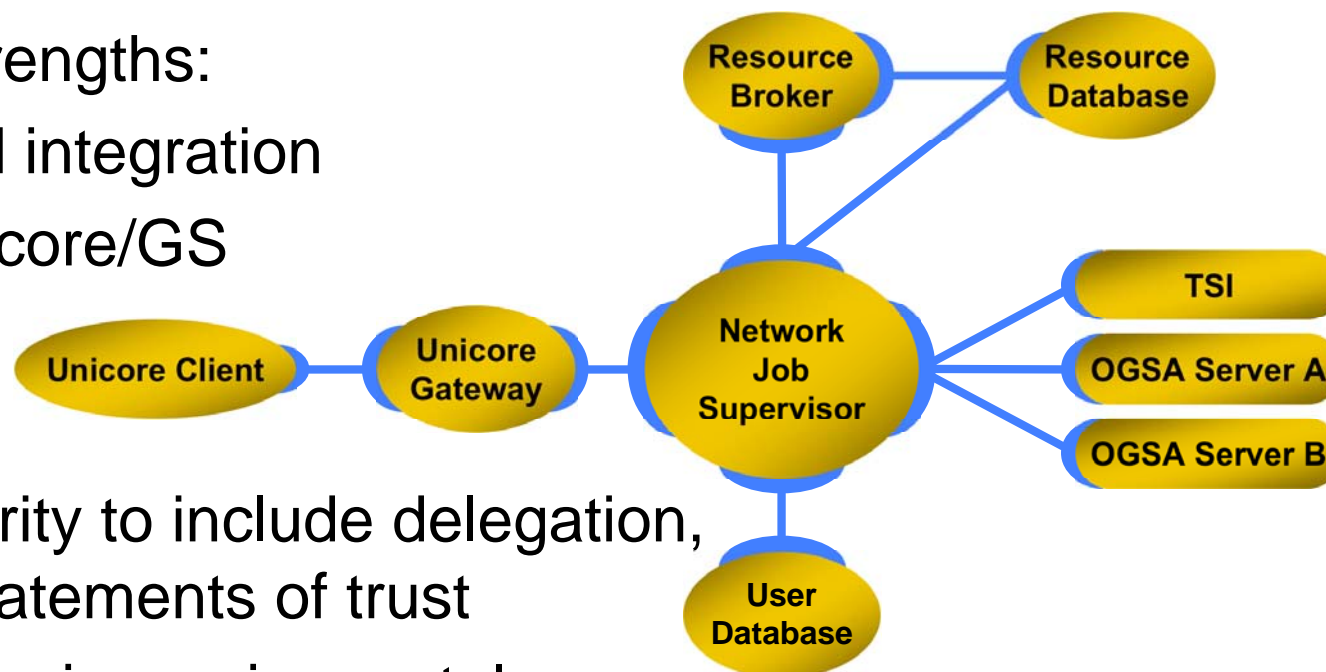 rengths:
integration
core/GS
rity to include delegation,
atements of trust
Resource
Broker
Resource
Database
Unicore Client
Unicore
Gateway
Network
Job
Supervisor
TSI
OGSA Server A
OGSA Server B
User
Database